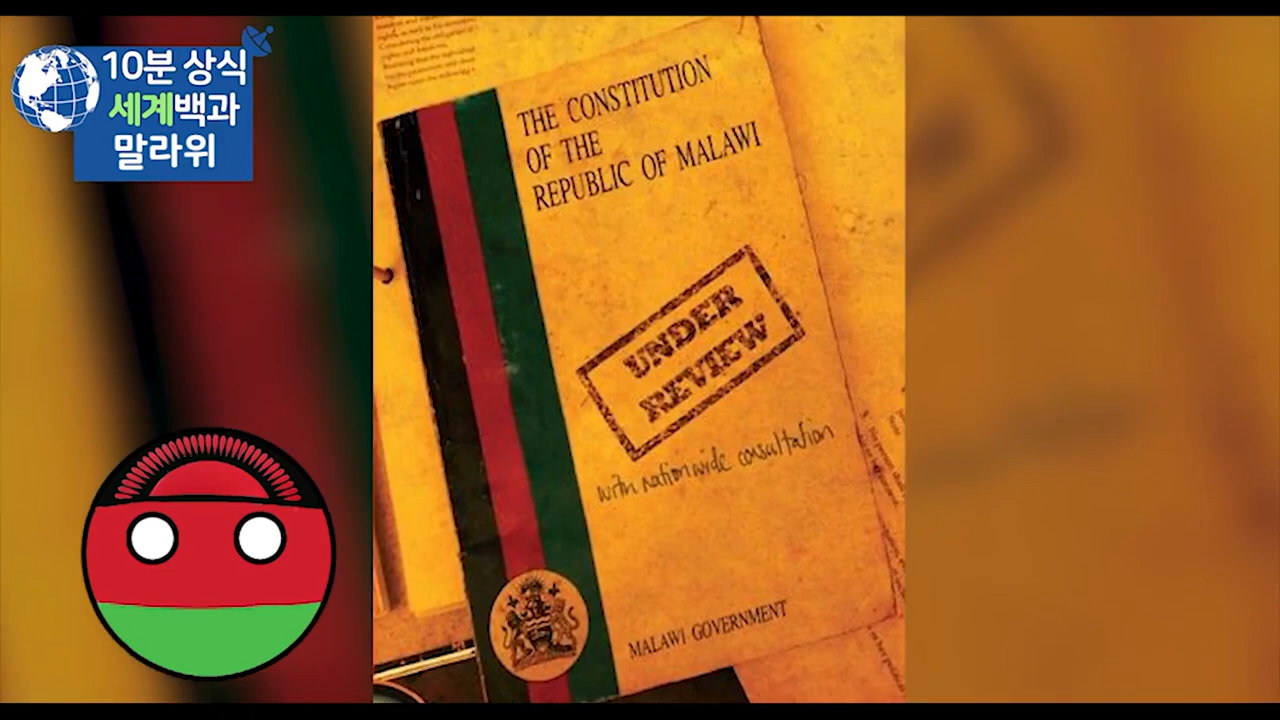 10분 상식
세계백과
말라위
THE CONSTITUTION
OF THE
REPUBLIC OF MALAWI
UNDER
REVIEW
with nationwide consultation
MALAWI GOVERNMENT